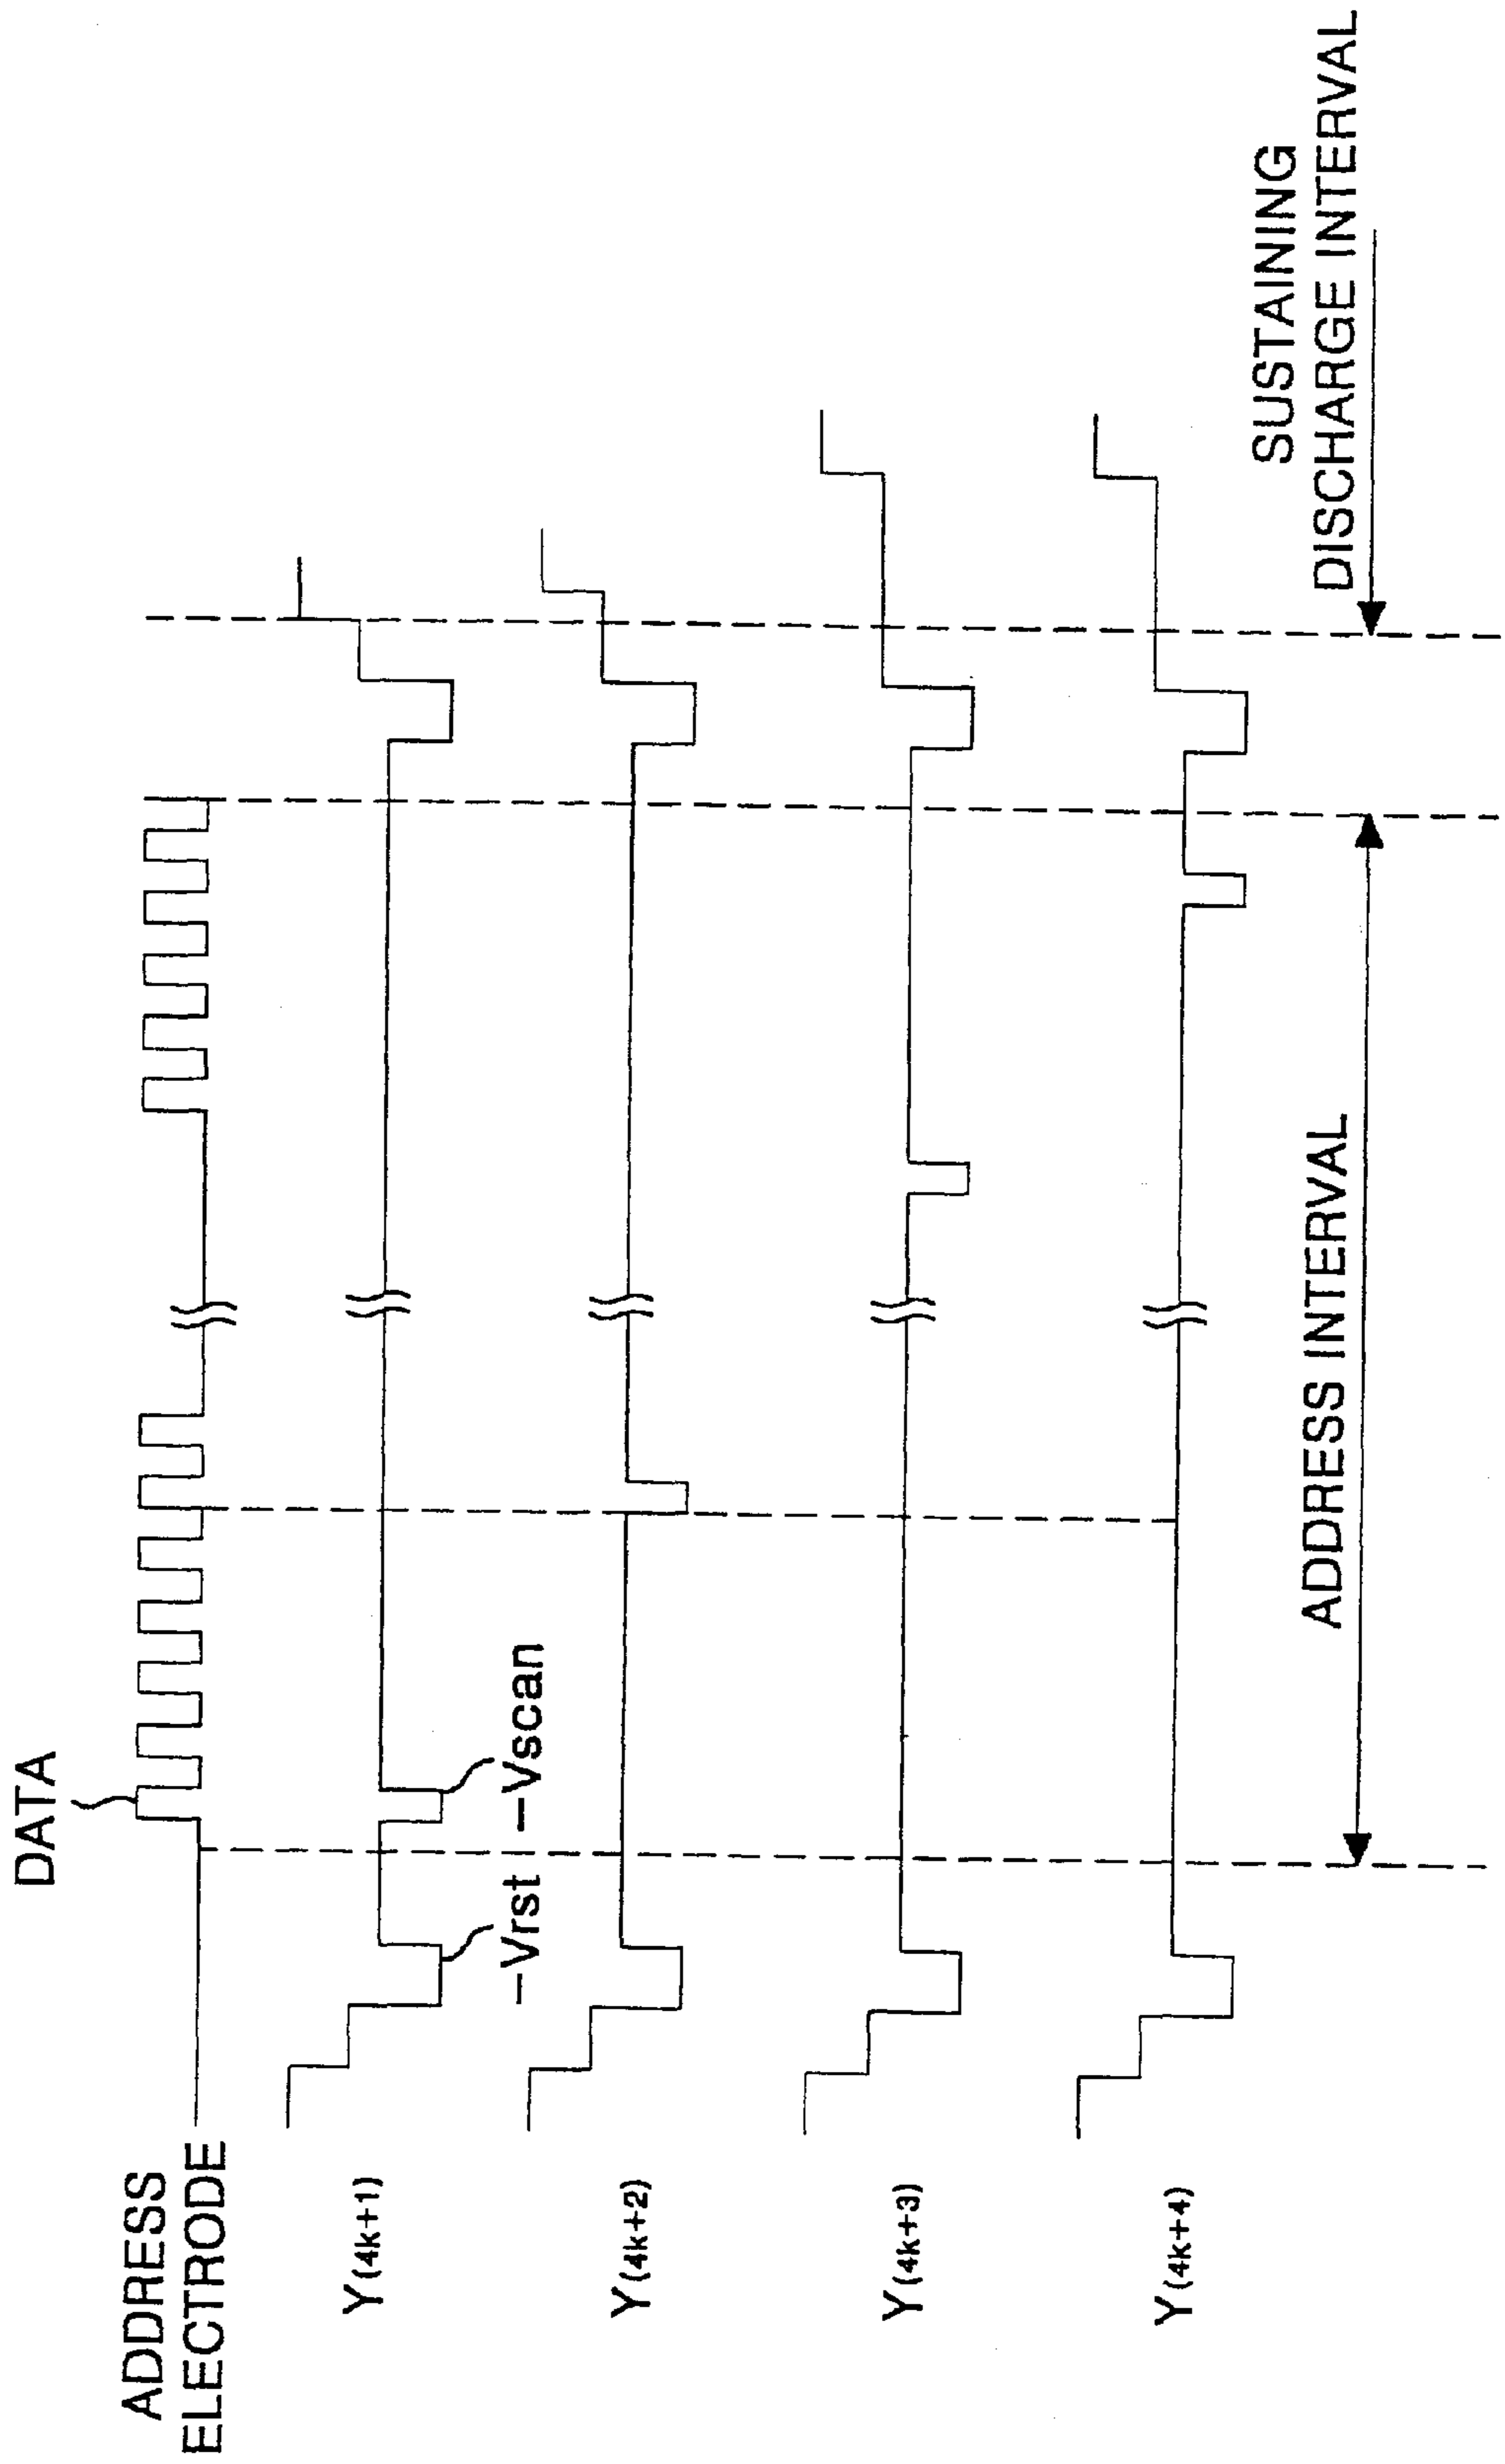 DATA
ADDRESS
ELECTRODE
Y(4k+1)
–Vrst –Vscan
Y(4k+2)
Y(4k+3)
Y(4k+4)
ADDRESS INTERVAL
SUSTAINING
DISCHARGE INTERVAL